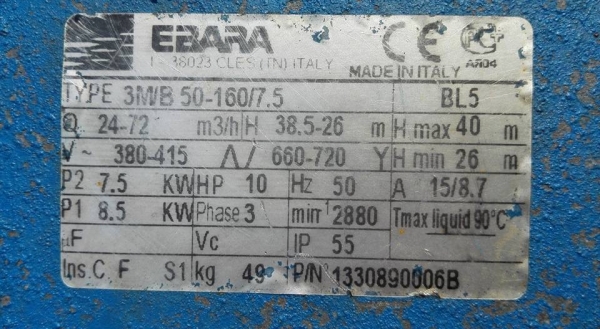 EBARA CE
I - 38023 CLES (TN) ITALY MADE IN ITALY АЯ04
TYPE 3M/B 50-160/7.5 BL5
Q 24-72 m3/h H 38.5-26 m H max 40 m
V ~ 380-415 Δ/ 660-720 Y H min 26 m
P2 7.5 KW HP 10 Hz 50 A 15/8.7
P1 8.5 KW Phase 3 min⁻¹ 2880 Tmax liquid 90°C
µF Vc IP 55
Ins.C. F S1 kg 49 P/N 1330890006B